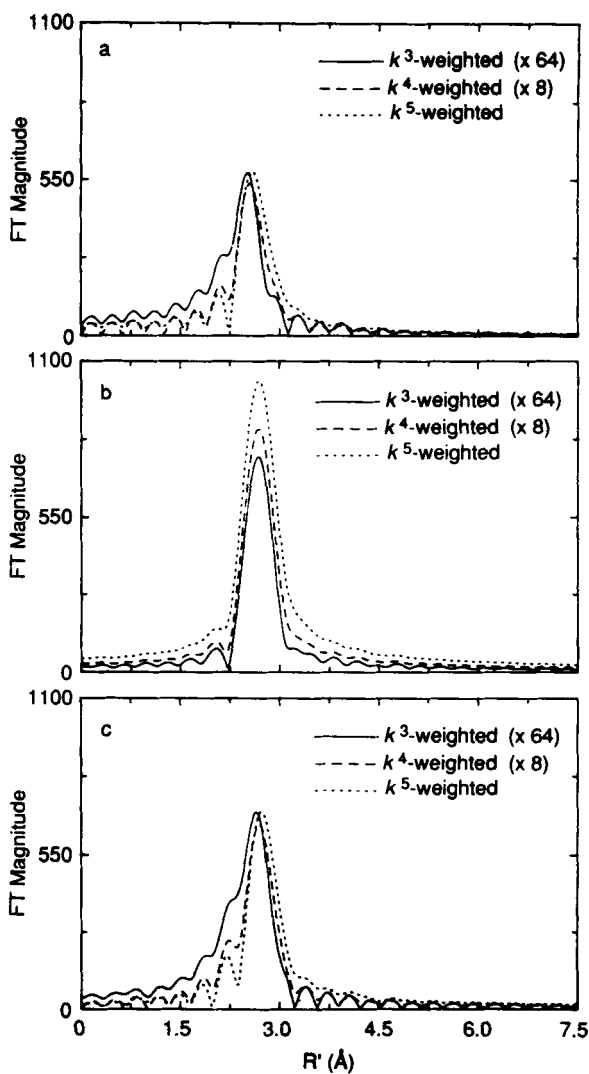 1100
a
k³-weighted (x 64)
k⁴-weighted (x 8)
k⁵-weighted
550
FT Magnitude
0
1100
b
k³-weighted (x 64)
k⁴-weighted (x 8)
k⁵-weighted
550
FT Magnitude
0
1100
c
k³-weighted (x 64)
k⁴-weighted (x 8)
k⁵-weighted
550
FT Magnitude
0
0 1.5 3.0 4.5 6.0 7.5
R' (Å)